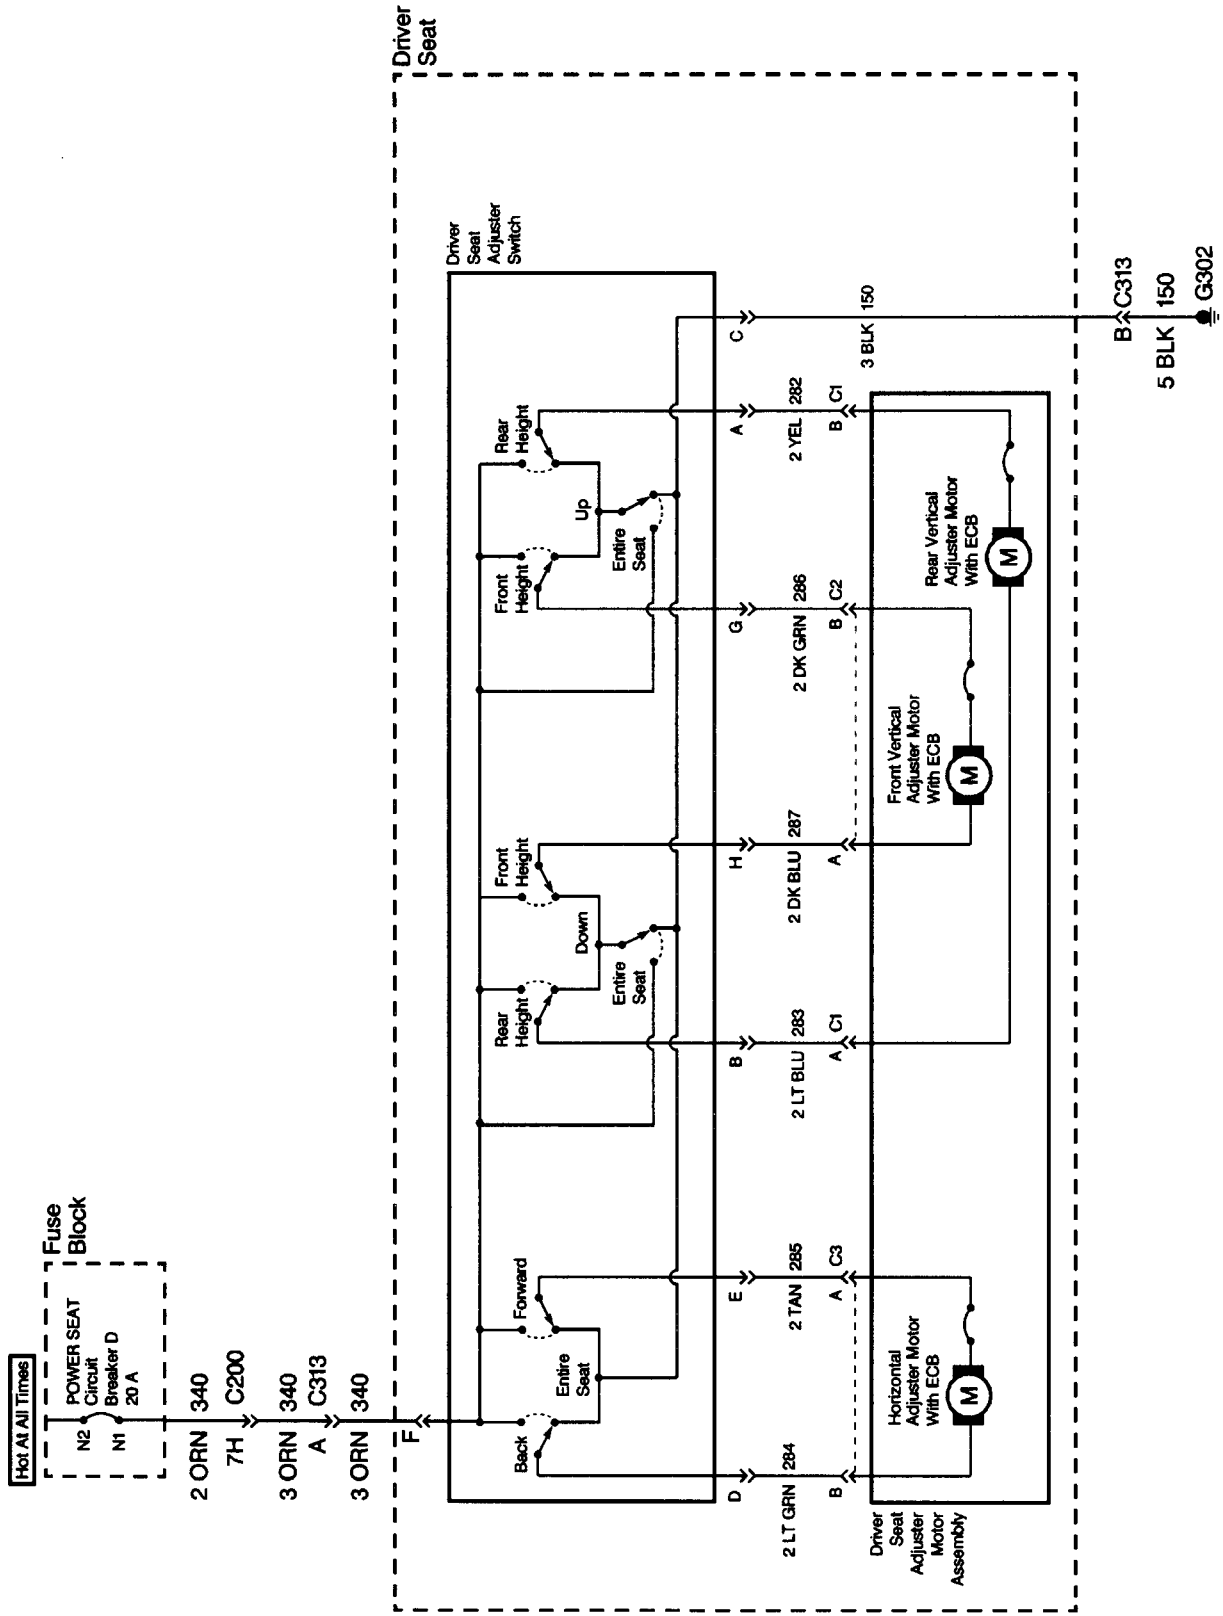 Hot At All Times
Fuse
Block
POWER SEAT
Circuit
Breaker D
20 A
N2
N1
2 ORN 340
7H C200
3 ORN 340
A C313
3 ORN 340
F
Driver
Seat
Driver
Seat
Adjuster
Switch
Back
Forward
Entire
Seat
Rear
Height
Front
Height
Down
Entire
Seat
Front
Height
Rear
Height
Up
Entire
Seat
D
E
B
H
G
A
C
2 LT GRN 284
2 TAN 285
2 LT BLU 283
2 DK BLU 287
2 DK GRN 286
2 YEL 282
3 BLK 150
B
A C3
A C1
A
B C2
B C1
Driver
Seat
Adjuster
Motor
Assembly
Horizontal
Adjuster Motor
With ECB
M
Front Vertical
Adjuster Motor
With ECB
M
Rear Vertical
Adjuster Motor
With ECB
M
B C313
5 BLK 150
G302